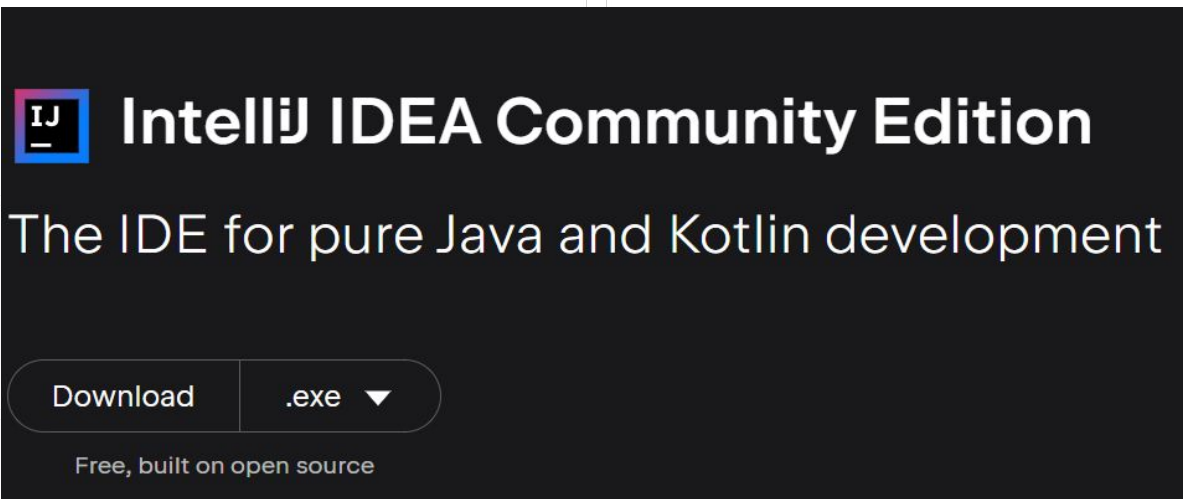 IJ
IntelliJ IDEA Community Edition
The IDE for pure Java and Kotlin development
Download
.exe
Free, built on open source